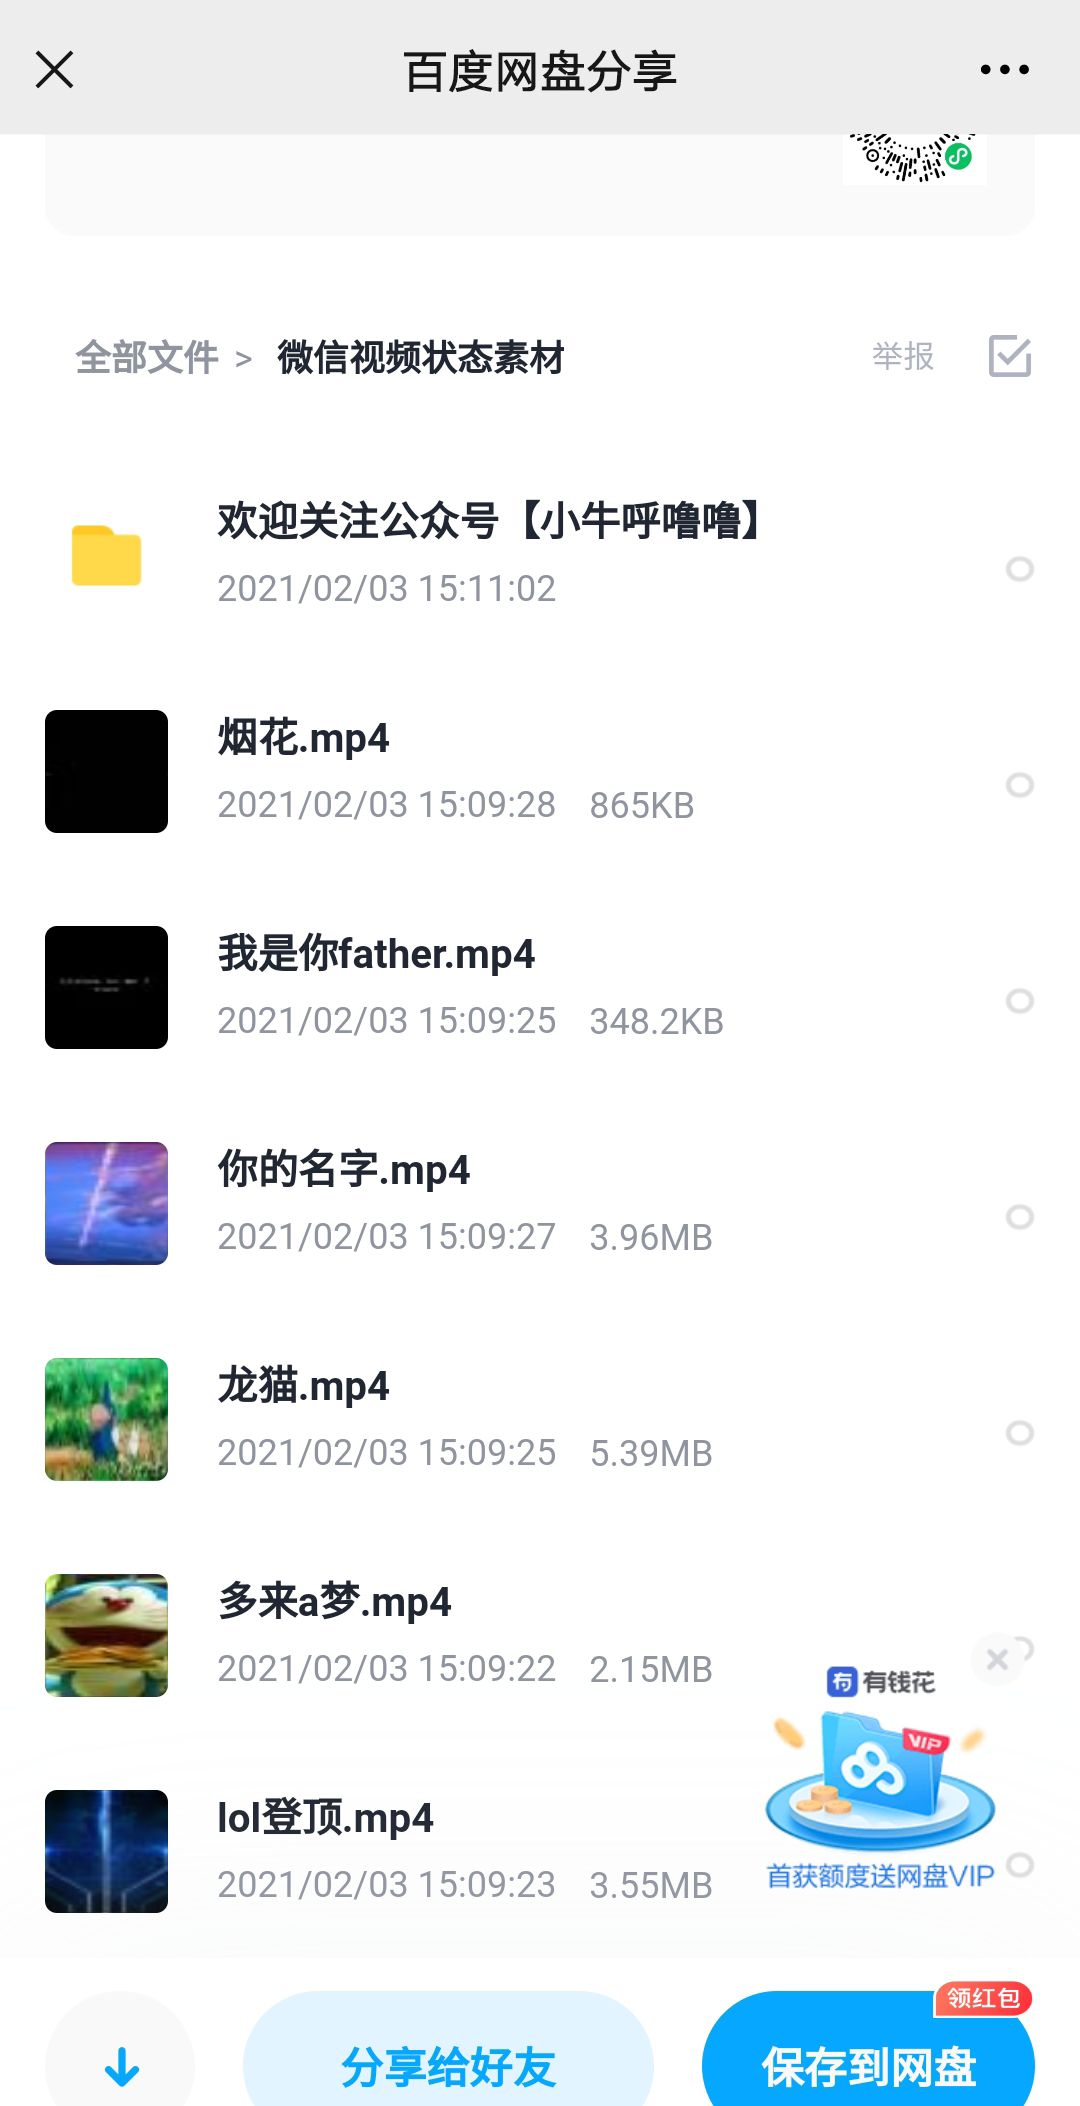 百度网盘分享
全部文件 > 微信视频状态素材 举报
欢迎关注公众号【小牛呼噜噜】
2021/02/03 15:11:02
烟花.mp4
2021/02/03 15:09:28 865KB
我是你father.mp4
2021/02/03 15:09:25 348.2KB
你的名字.mp4
2021/02/03 15:09:27 3.96MB
龙猫.mp4
2021/02/03 15:09:25 5.39MB
多来a梦.mp4
2021/02/03 15:09:22 2.15MB
有钱花
VIP
lol登顶.mp4
2021/02/03 15:09:23 3.55MB
首获额度送网盘VIP
领红包
分享给好友
保存到网盘